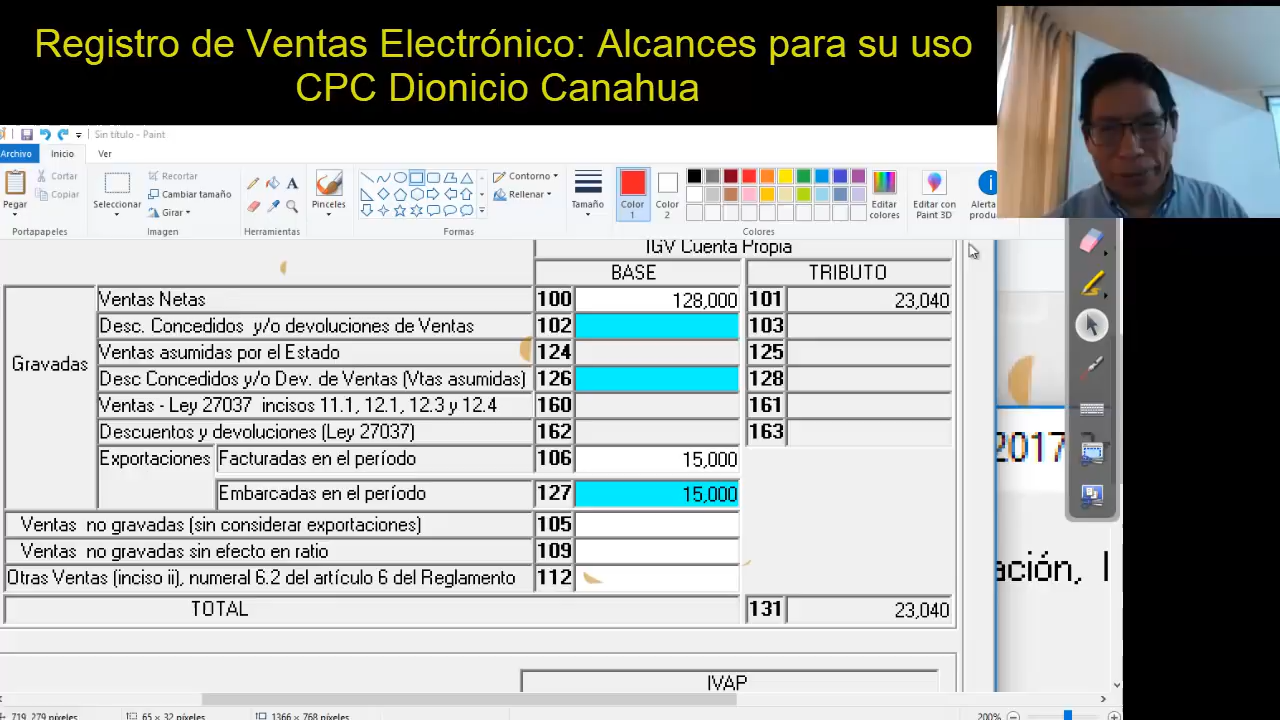 Registro de Ventas Electrónico: Alcances para su uso
CPC Dionicio Canahua
Sin título - Paint
Archivo Inicio Ver
Pegar
Cortar
Copiar
Portapapeles
Seleccionar
Recortar
Cambiar tamaño
Girar
Imagen
A
Herramientas
Pinceles
Contorno
Rellenar
Formas
Tamaño
Color 1
Color 2
Editar colores
Colores
Editar con Paint 3D
Alerta produ
IGV Cuenta Propia
BASE TRIBUTO
Gravadas
Ventas Netas 100 128,000 101 23,040
Desc. Concedidos y/o devoluciones de Ventas 102 103
Ventas asumidas por el Estado 124 125
Desc Concedidos y/o Dev. de Ventas (Vtas asumidas) 126 128
Ventas - Ley 27037 incisos 11.1, 12.1, 12.3 y 12.4 160 161
Descuentos y devoluciones (Ley 27037) 162 163
Exportaciones Facturadas en el período 106 15,000
Embarcadas en el período 127 15,000
Ventas no gravadas (sin considerar exportaciones) 105
Ventas no gravadas sin efecto en ratio 109
Otras Ventas (inciso ii), numeral 6.2 del artículo 6 del Reglamento 112
TOTAL 131 23,040
IVAP
2017
ación, l
719, 279 píxeles 65 × 32 píxeles 1366 × 768 píxeles 200%